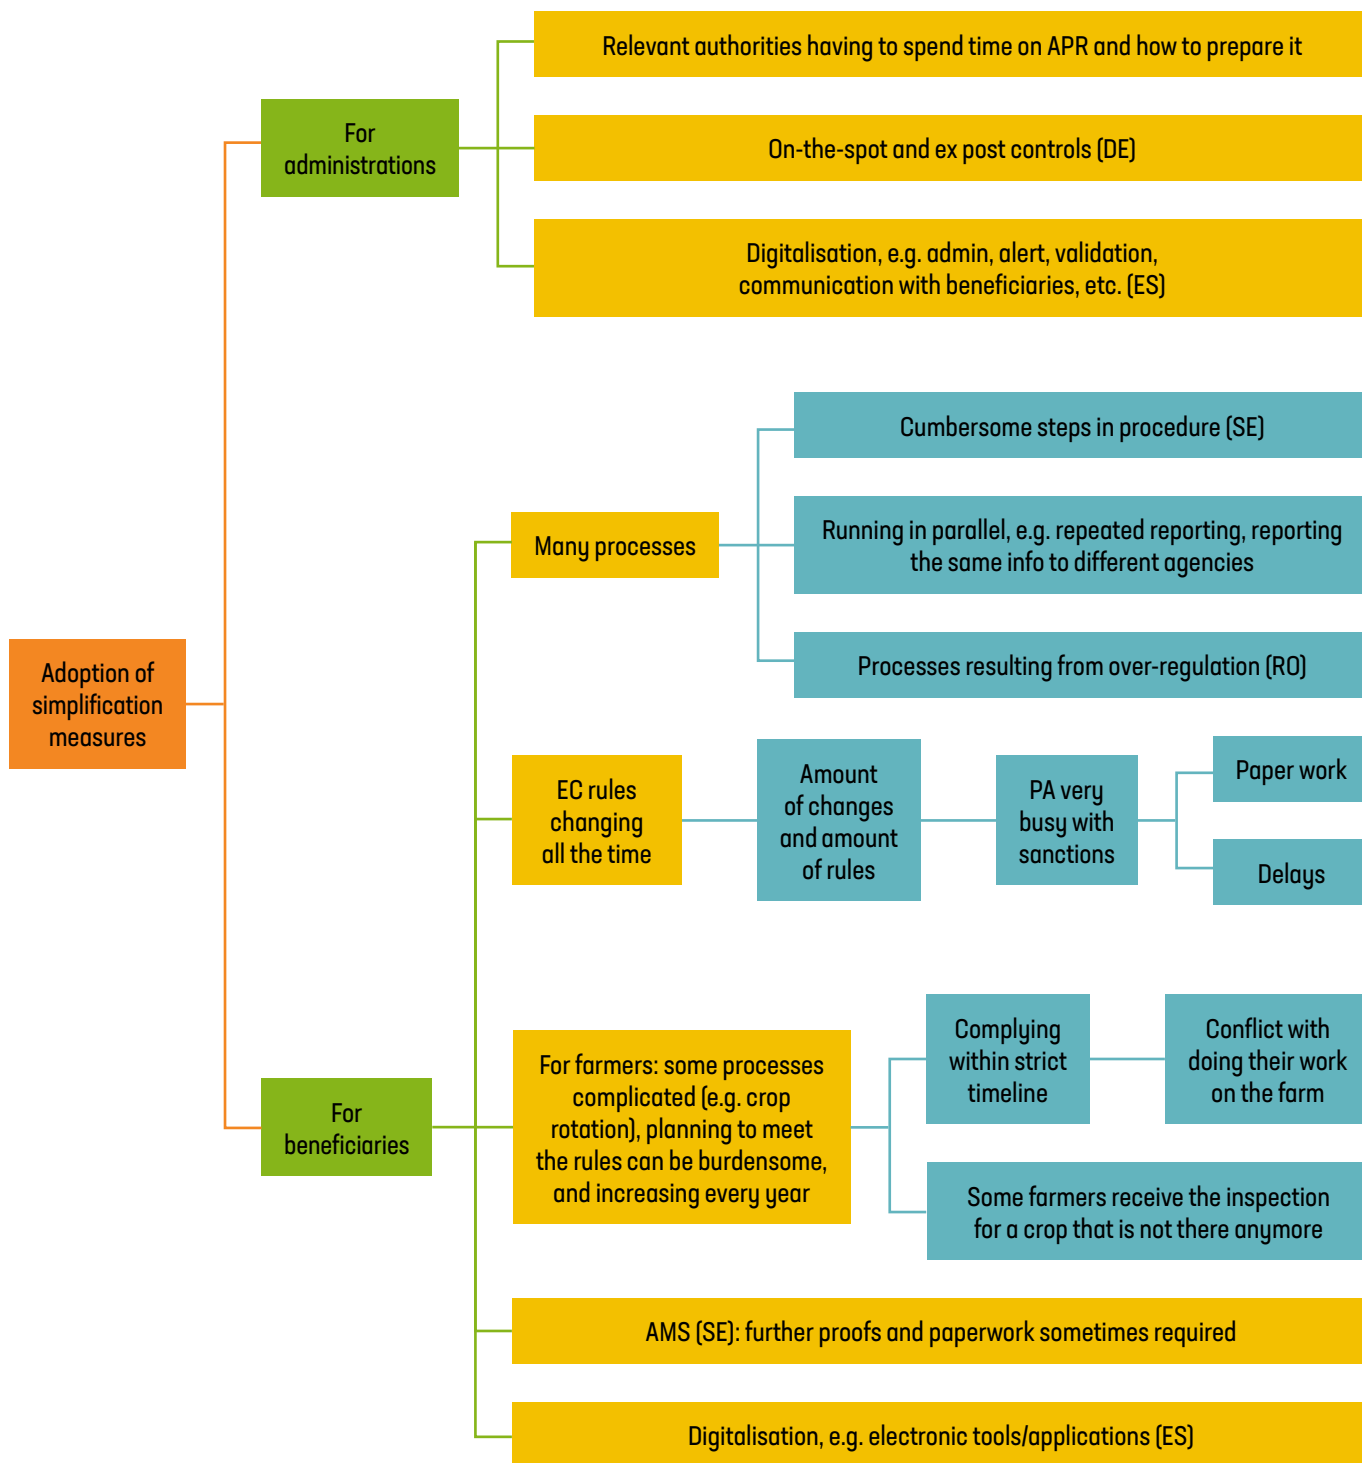 Relevant authorities having to spend time on APR and how to prepare it
For
administrations
On-the-spot and ex post controls (DE)
Digitalisation, e.g. admin, alert, validation,
communication with beneficiaries, etc. (ES)
Cumbersome steps in procedure (SE)
Many processes
Running in parallel, e.g. repeated reporting, reporting
the same info to different agencies
Processes resulting from over-regulation (RO)
Adoption of
simplification
measures
EC rules
changing
all the time
Amount
of changes
and amount
of rules
PA very
busy with
sanctions
Paper work
Delays
For
beneficiaries
For farmers: some processes
complicated (e.g. crop
rotation), planning to meet
the rules can be burdensome,
and increasing every year
Complying
within strict
timeline
Conflict with
doing their work
on the farm
Some farmers receive the inspection
for a crop that is not there anymore
AMS (SE): further proofs and paperwork sometimes required
Digitalisation, e.g. electronic tools/applications (ES)